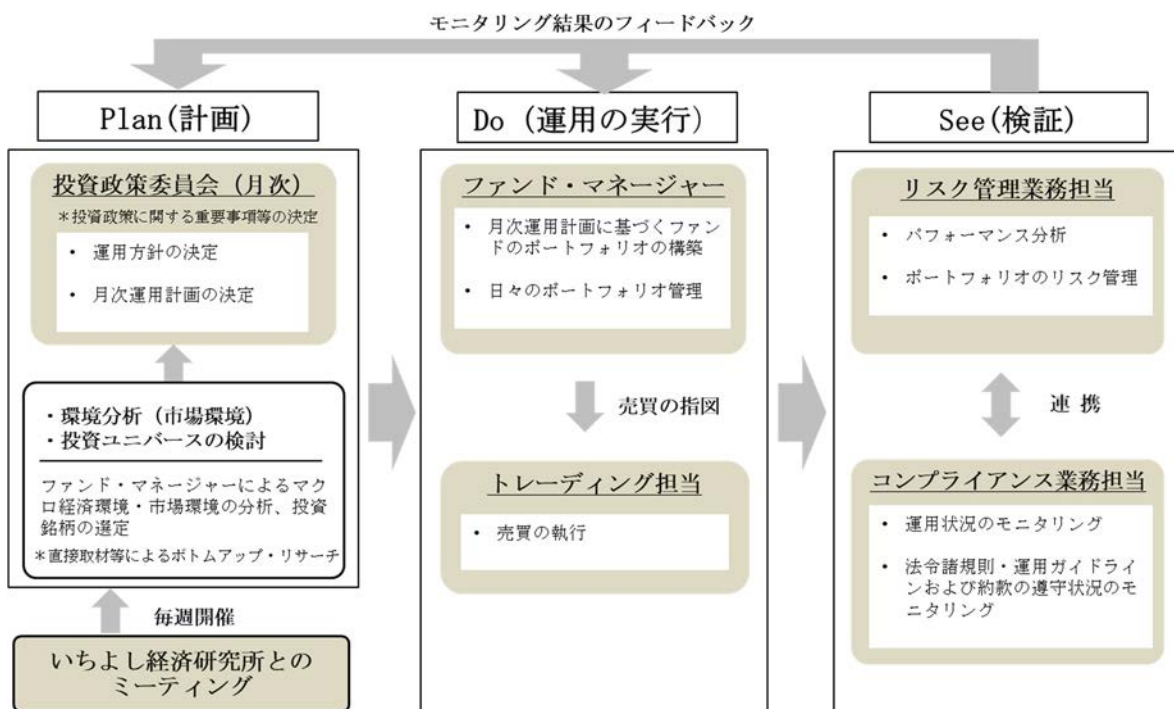 モニタリング結果のフィードバック
Plan(計画)
投資政策委員会（月次）
＊投資政策に関する重要事項等の決定
• 運用方針の決定
• 月次運用計画の決定
・環境分析（市場環境）
・投資ユニバースの検討
ファンド・マネージャーによるマク
ロ経済環境・市場環境の分析、投資
銘柄の選定
＊直接取材等によるボトムアップ・リサーチ
毎週開催
いちよし経済研究所との
ミーティング
Do（運用の実行）
ファンド・マネージャー
• 月次運用計画に基づくファン
ドのポートフォリオの構築
• 日々のポートフォリオ管理
売買の指図
トレーディング担当
• 売買の執行
See(検証)
リスク管理業務担当
• パフォーマンス分析
• ポートフォリオのリスク管理
連 携
コンプライアンス業務担当
• 運用状況のモニタリング
• 法令諸規則・運用ガイドライ
ンおよび約款の遵守状況のモ
ニタリング